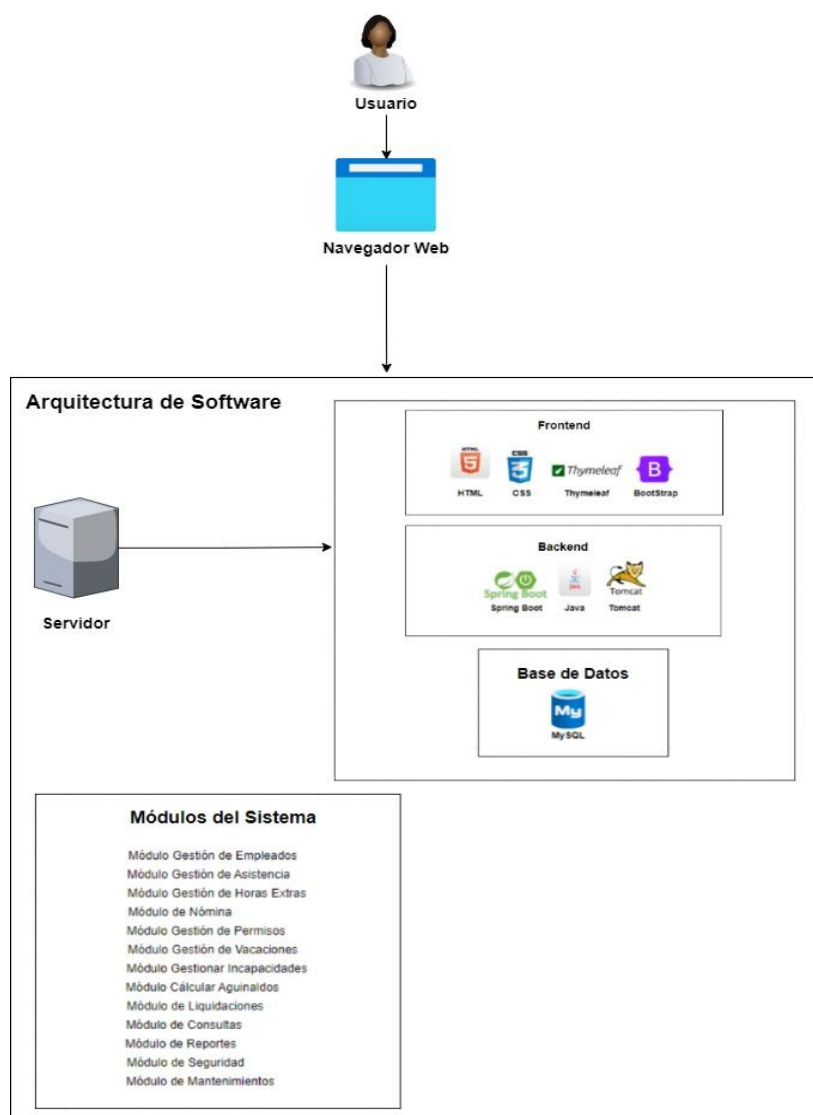 Usuario
Navegador Web
Arquitectura de Software
Frontend
HTML
5
CSS
3
Thymeleaf
B
HTML
CSS
Thymeleaf
BootStrap
Servidor
Backend
Spring Boot
Java
Tomcat
Spring Boot
Java
Tomcat
Base de Datos
My
MySQL
Módulos del Sistema
Módulo Gestión de Empleados
Módulo Gestión de Asistencia
Módulo Gestión de Horas Extras
Módulo de Nómina
Módulo Gestión de Permisos
Módulo Gestión de Vacaciones
Módulo Gestionar Incapacidades
Módulo Cálcular Aguinaldos
Módulo de Liquidaciones
Módulo de Consultas
Módulo de Reportes
Módulo de Seguridad
Módulo de Mantenimientos